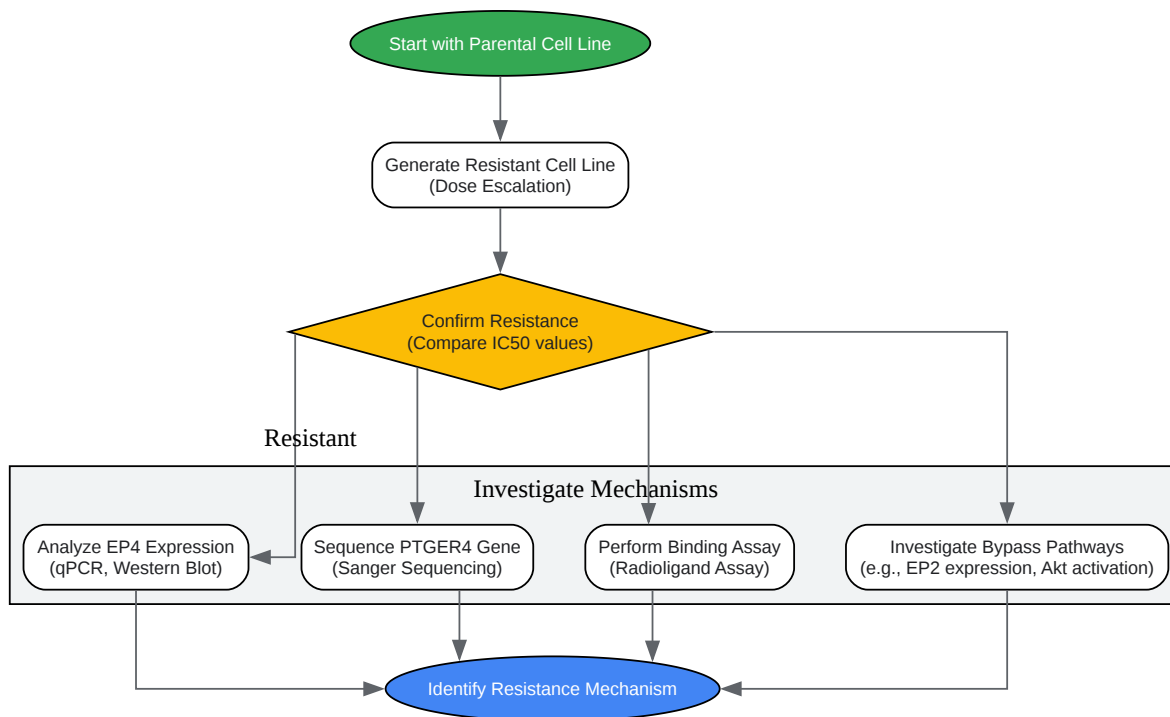 Start with Parental Cell Line
Generate Resistant Cell Line
(Dose Escalation)
Confirm Resistance
(Compare IC50 values)
Resistant
Investigate Mechanisms
Analyze EP4 Expression
(qPCR, Western Blot)
Sequence PTGER4 Gene
(Sanger Sequencing)
Perform Binding Assay
(Radioligand Assay)
Investigate Bypass Pathways
(e.g., EP2 expression, Akt activation)
Identify Resistance Mechanism